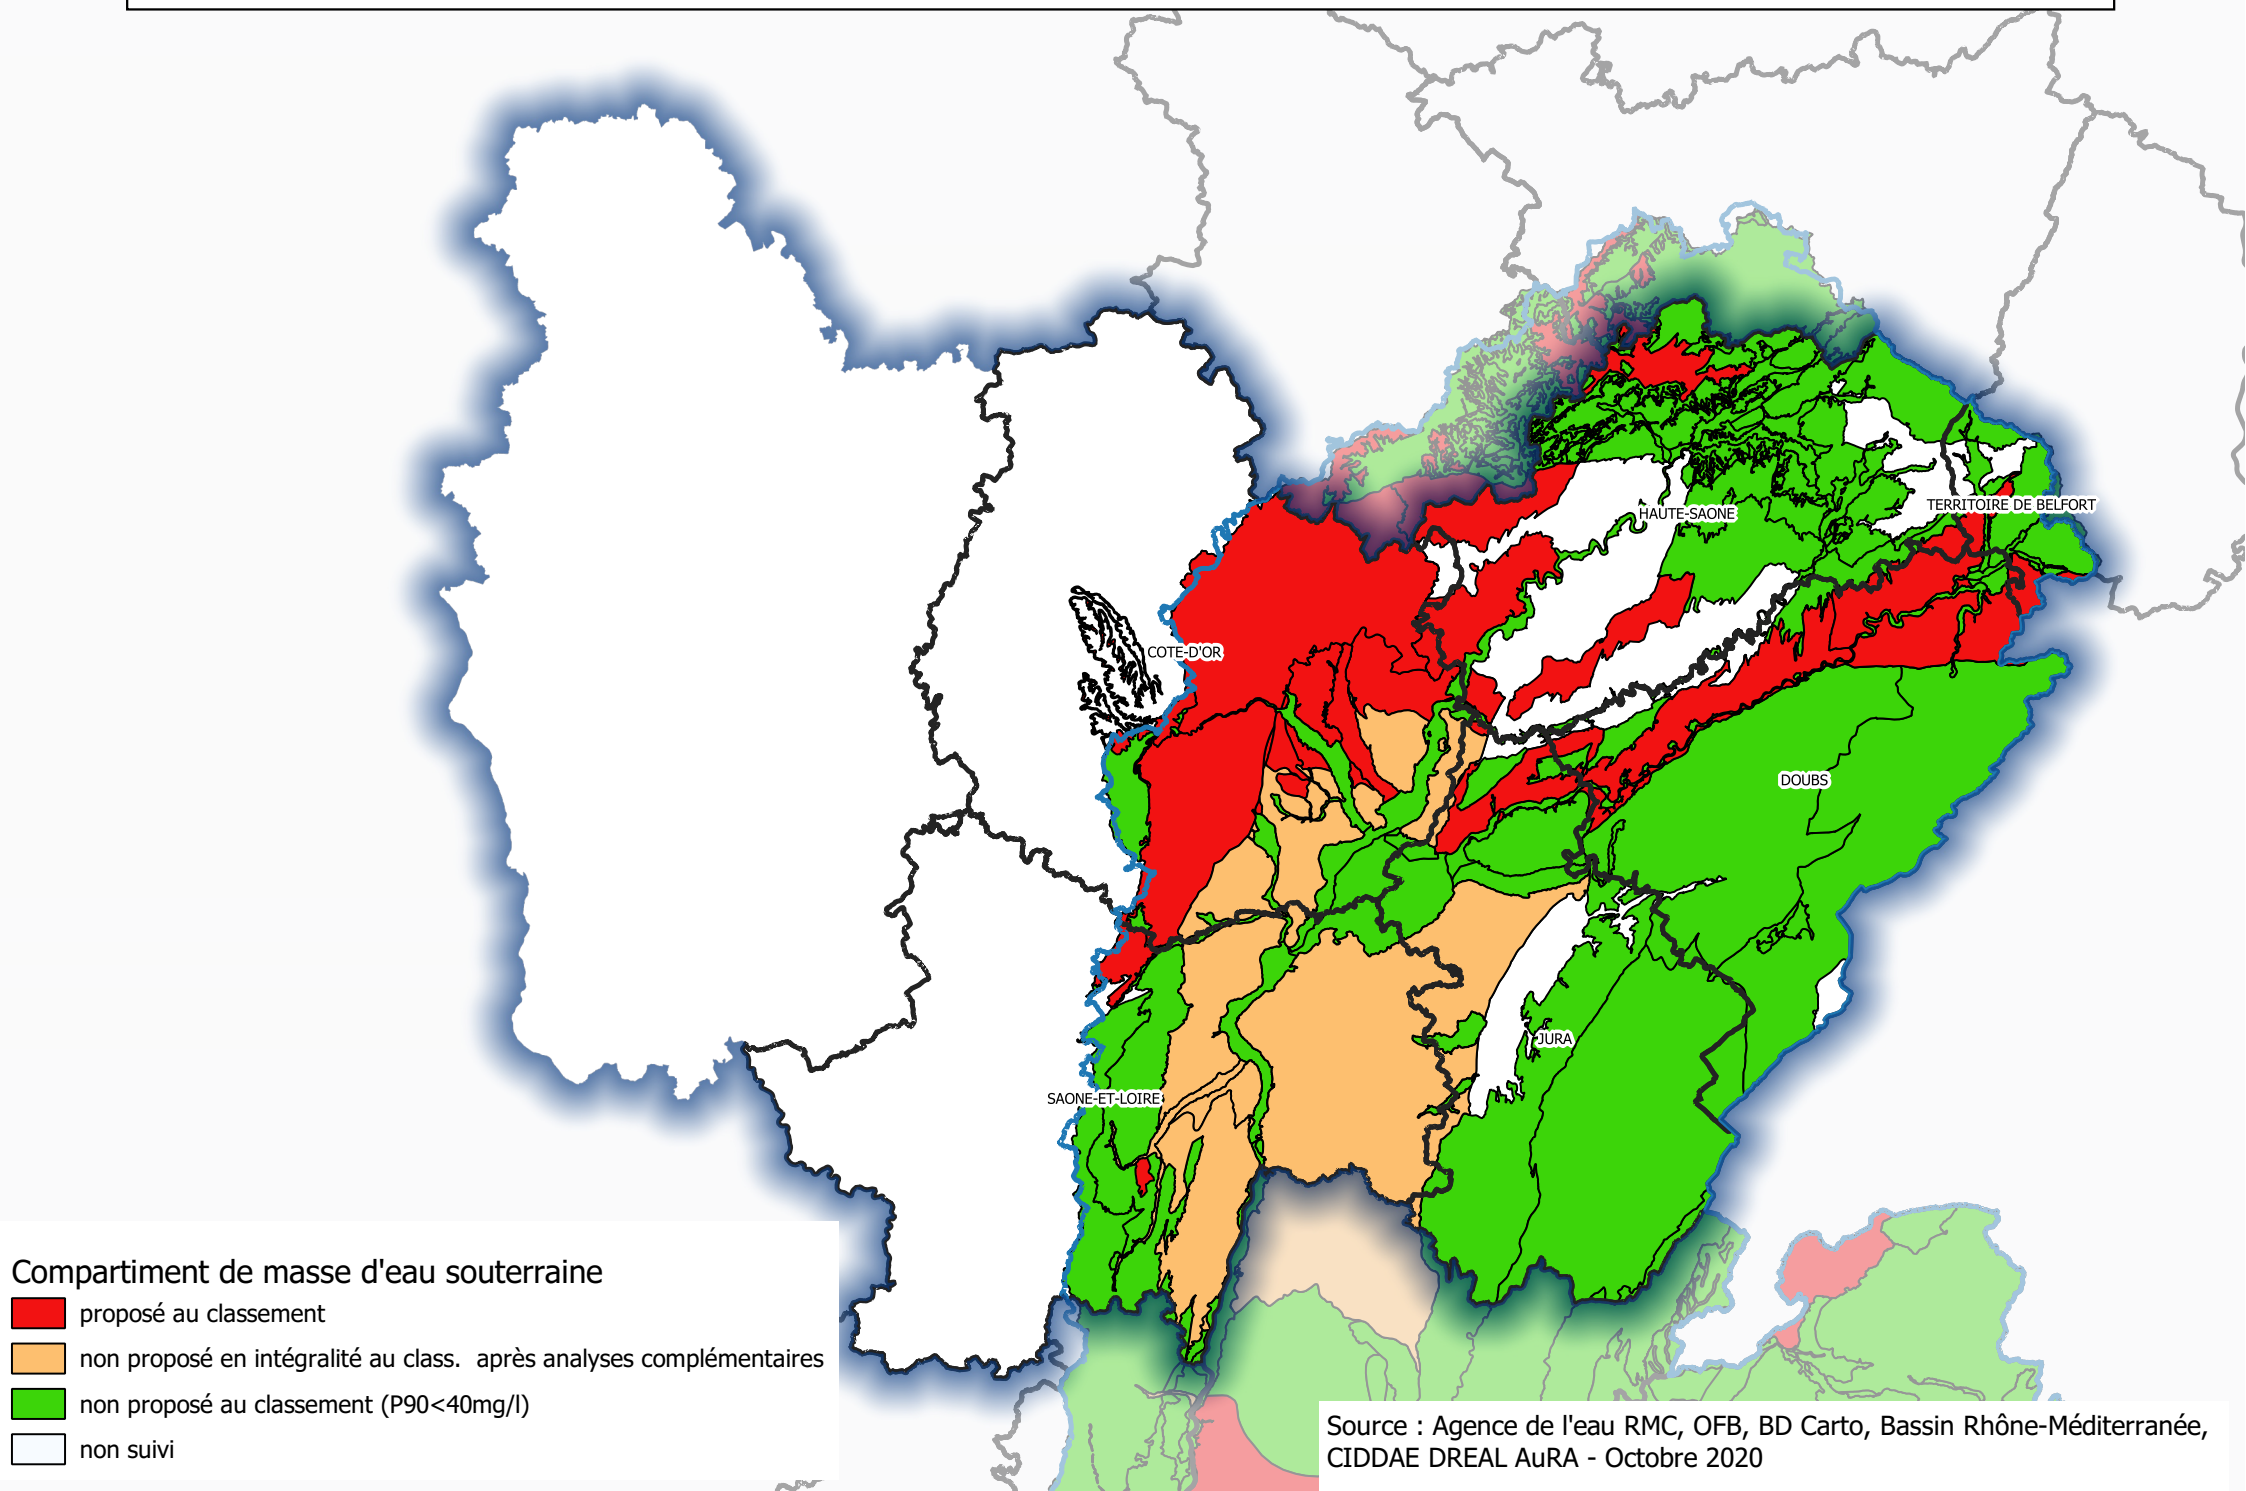 HAUTE-SAONE
TERRITOIRE DE BELFORT
COTE-D'OR
DOUBS
JURA
SAONE-ET-LOIRE
Compartiment de masse d'eau souterraine
proposé au classement
non proposé en intégralité au class.  après analyses complémentaires
non proposé au classement (P90<40mg/l)
non suivi
Source : Agence de l'eau RMC, OFB, BD Carto, Bassin Rhône-Méditerranée,
CIDDAE DREAL AuRA - Octobre 2020